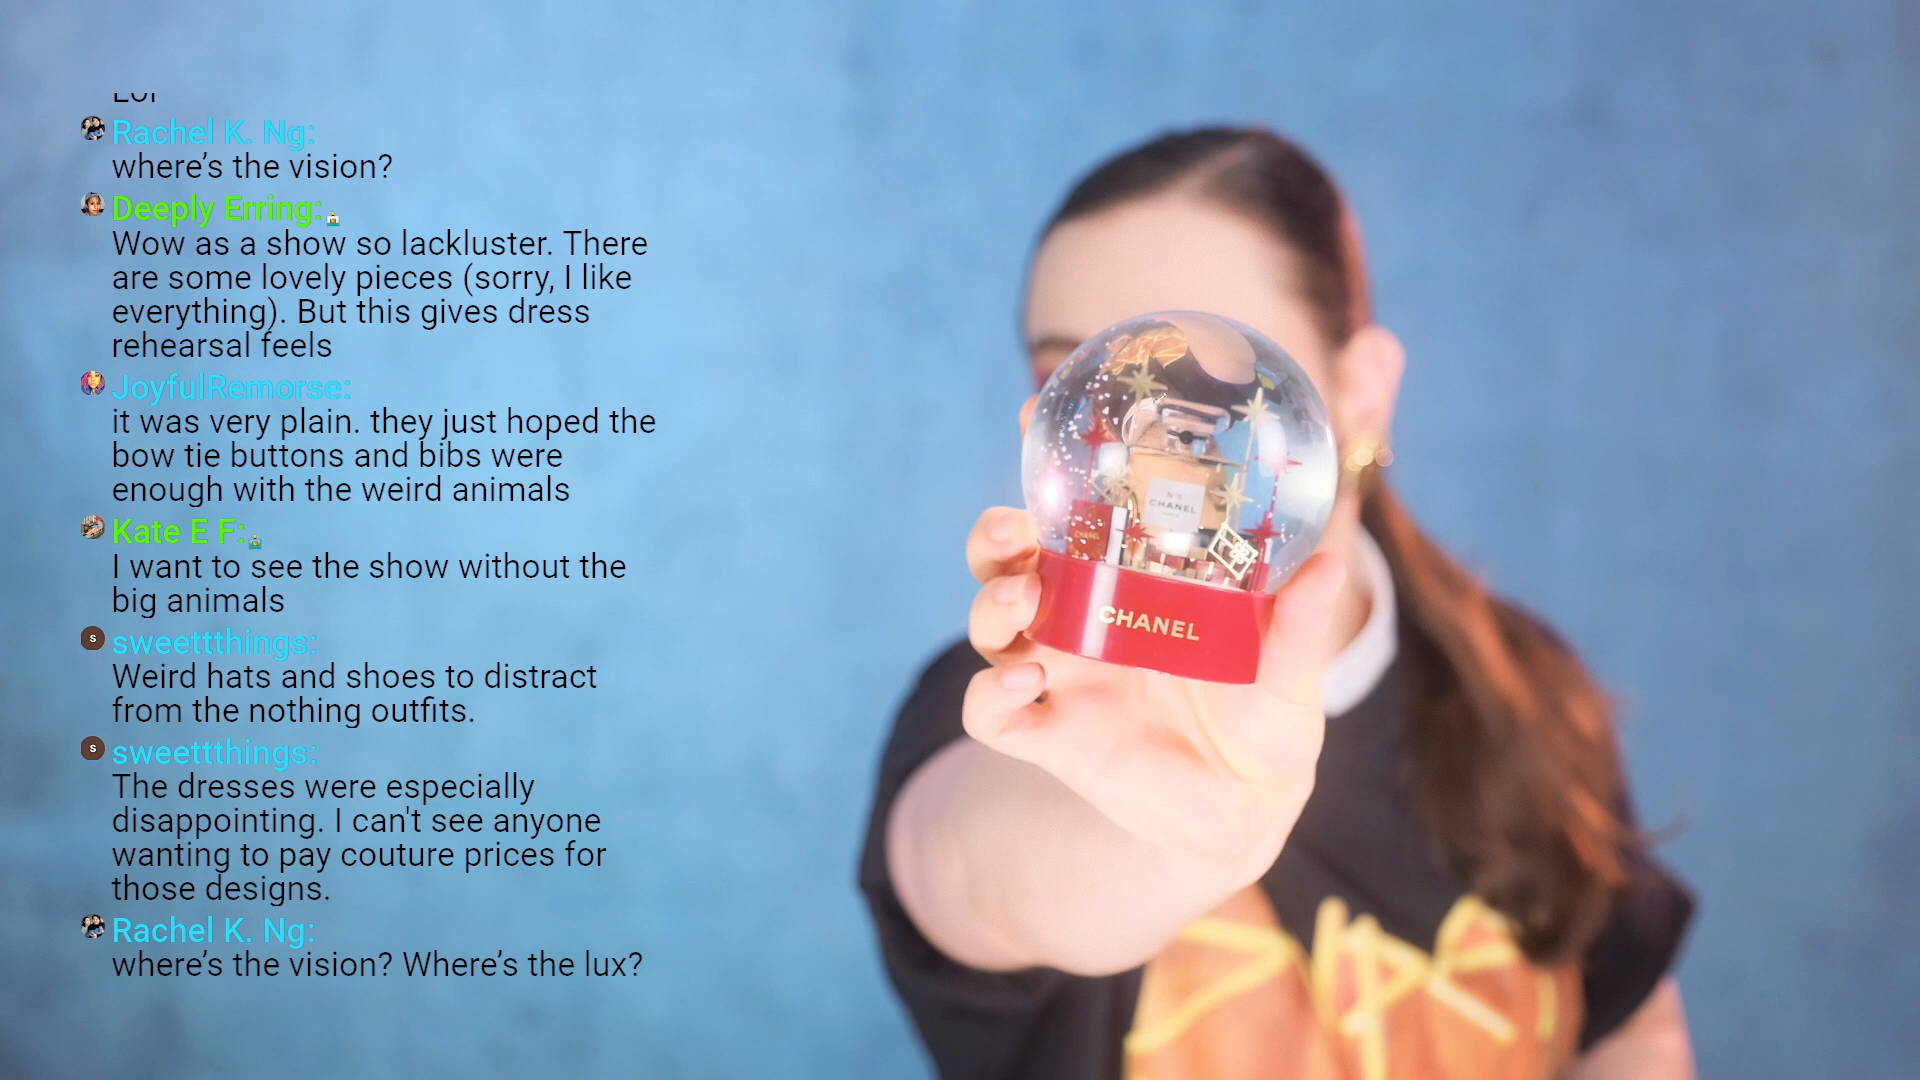 Rachel K. Ng:
where’s the vision?
Deeply Erring:
Wow as a show so lackluster. There
are some lovely pieces (sorry, I like
everything). But this gives dress
rehearsal feels
JoyfulRemorse:
it was very plain. they just hoped the
bow tie buttons and bibs were
enough with the weird animals
Kate E F:
I want to see the show without the
big animals
S
sweettthings:
Weird hats and shoes to distract
from the nothing outfits.
S
sweettthings:
The dresses were especially
disappointing. I can't see anyone
wanting to pay couture prices for
those designs.
Rachel K. Ng:
where’s the vision? Where’s the lux?
N°5
CHANEL
PARIS
CHANEL
CHANEL